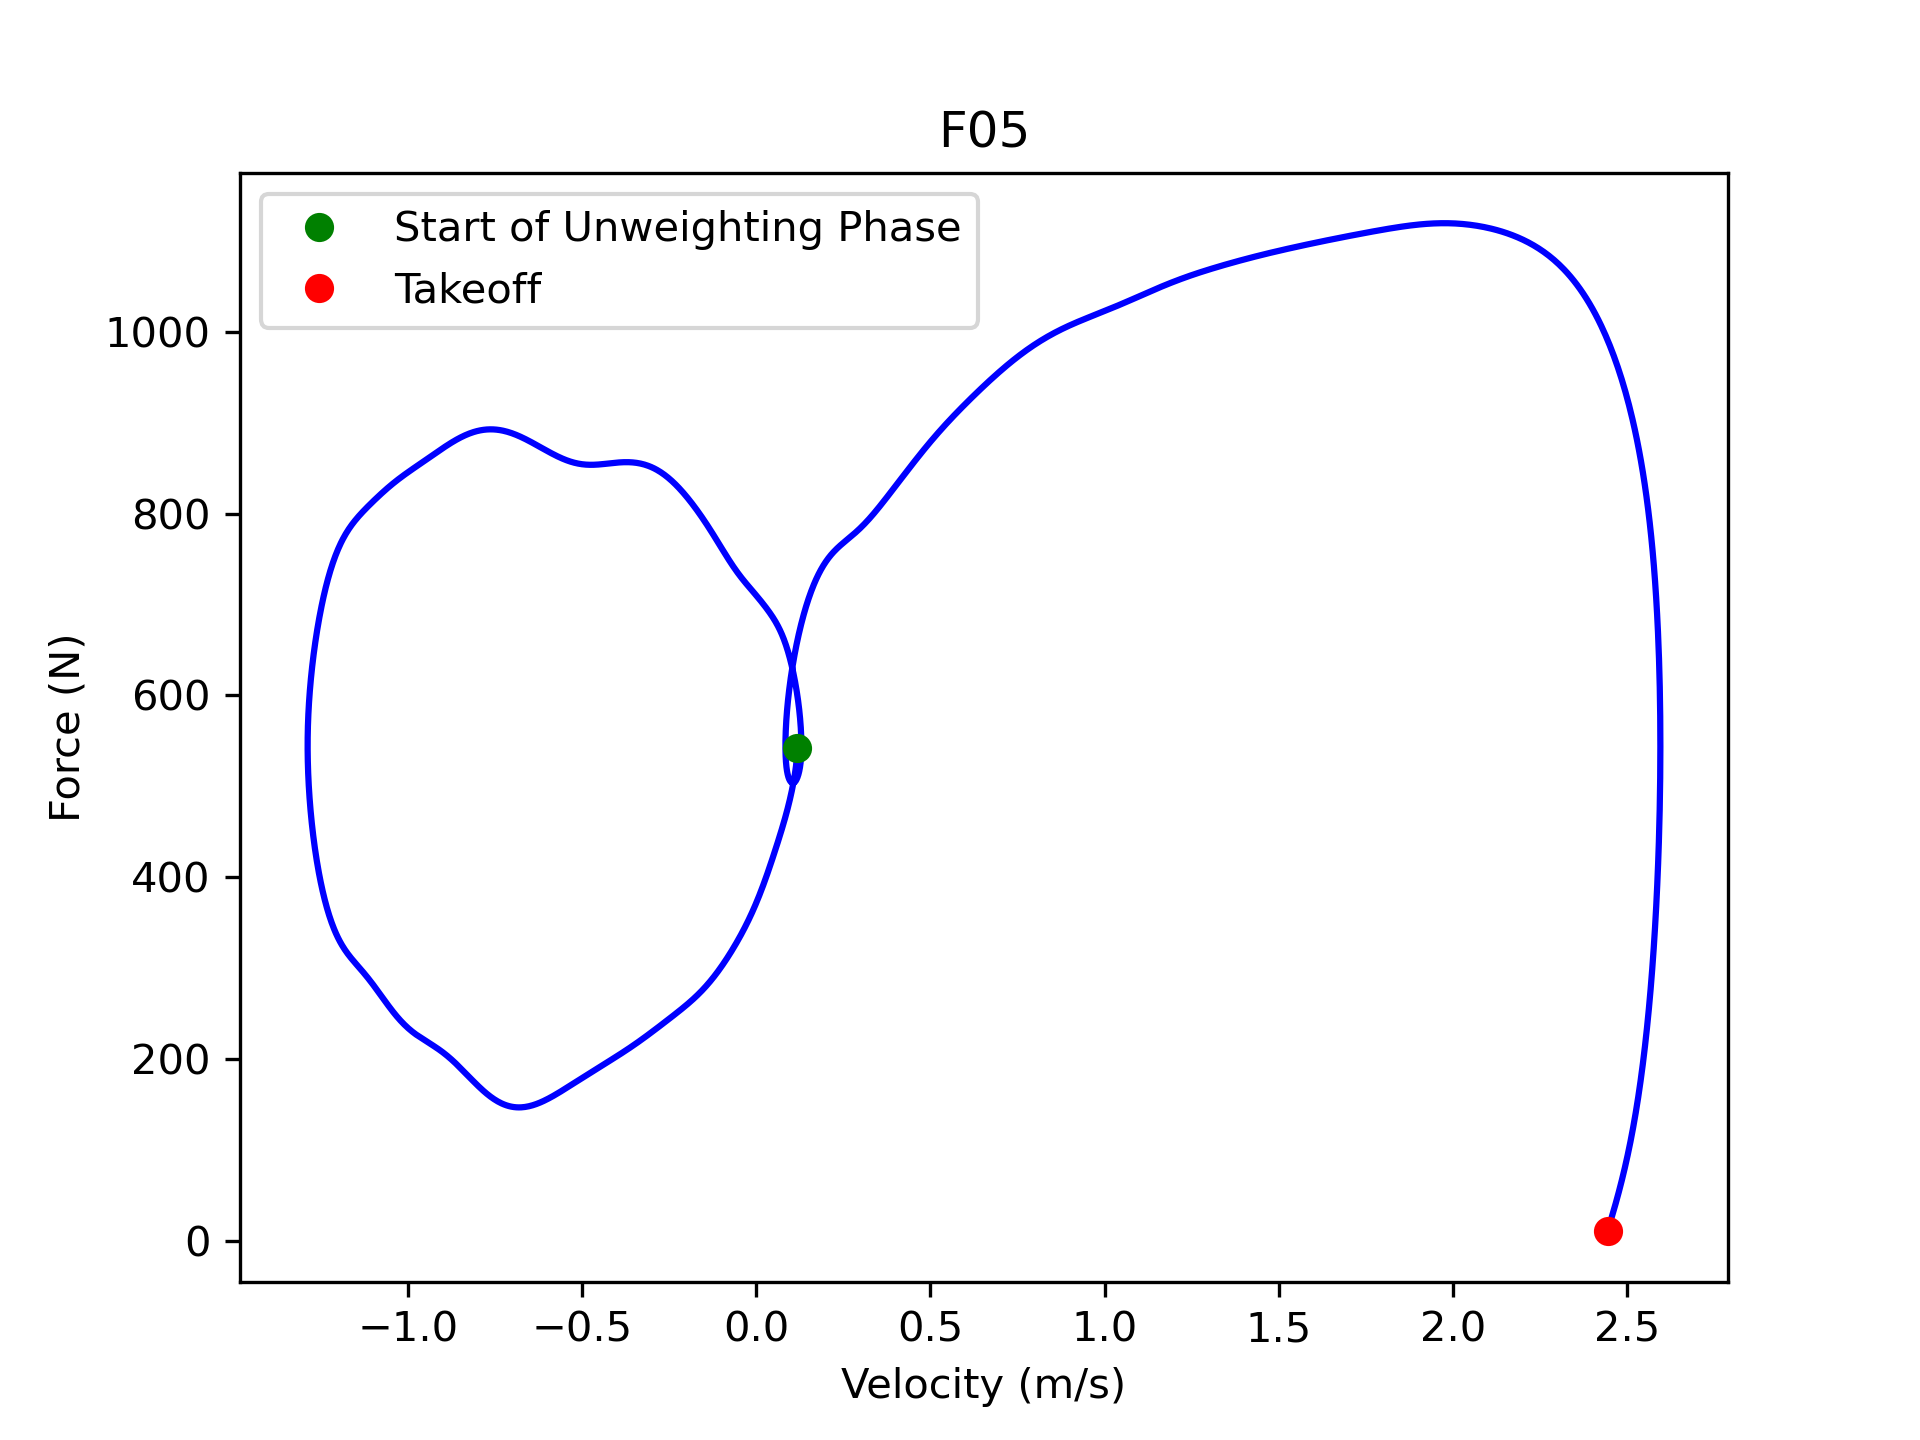 F05
Start of Unweighting Phase
Takeoff
1000
800
600
400
200
0
Force (N)
−1.0 −0.5 0.0 0.5 1.0 1.5 2.0 2.5
Velocity (m/s)